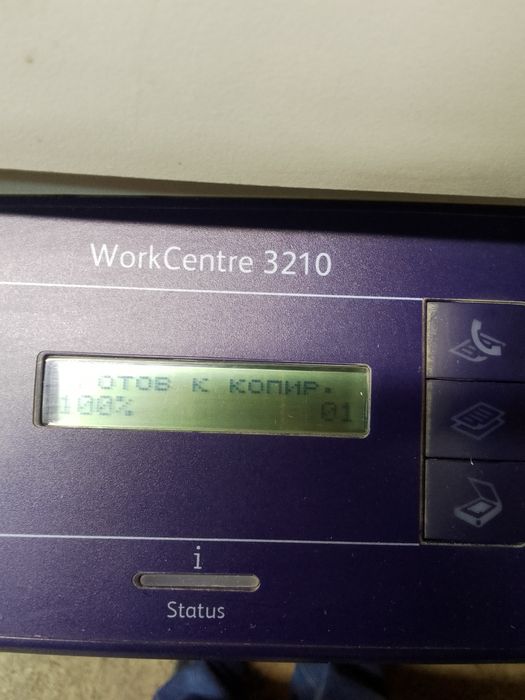 WorkCentre 3210
отов к копир.
100% 01
i
Status